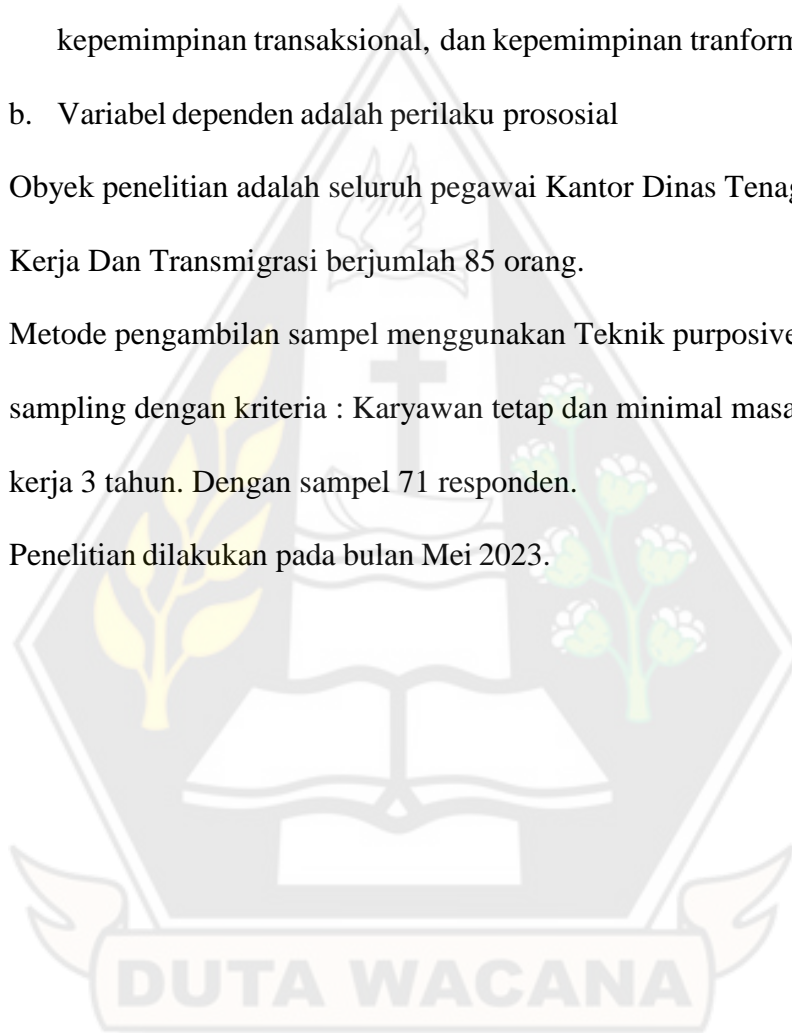 kepemimpinan transaksional, dan kepemimpinan tranform
b. Variabel dependen adalah perilaku prososial
Obyek penelitian adalah seluruh pegawai Kantor Dinas Tenag
Kerja Dan Transmigrasi berjumlah 85 orang.
Metode pengambilan sampel menggunakan Teknik purposive
sampling dengan kriteria : Karyawan tetap dan minimal masa
kerja 3 tahun. Dengan sampel 71 responden.
Penelitian dilakukan pada bulan Mei 2023.
DUTA WACANA